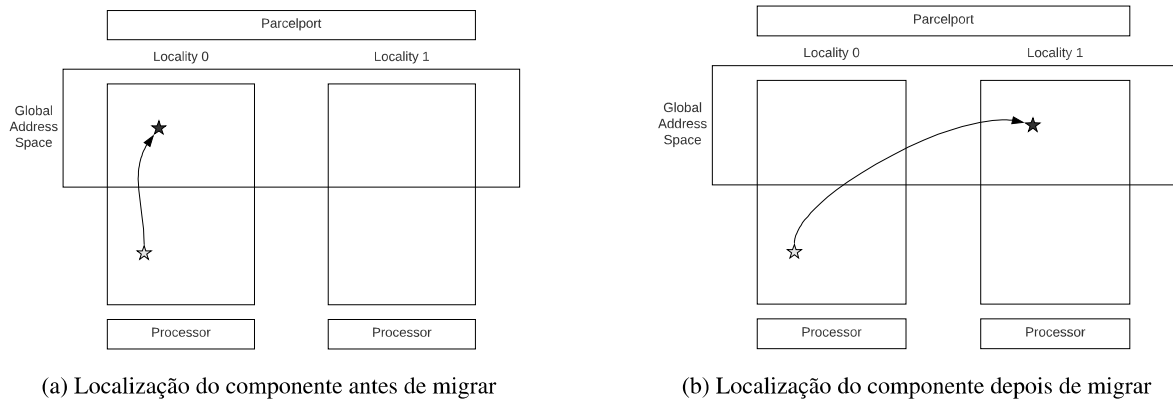 Parcelport
Locality 0
Locality 1
Global
Address
Space
Processor
Processor
(a) Localização do componente antes de migrar
Parcelport
Locality 0
Locality 1
Global
Address
Space
Processor
Processor
(b) Localização do componente depois de migrar